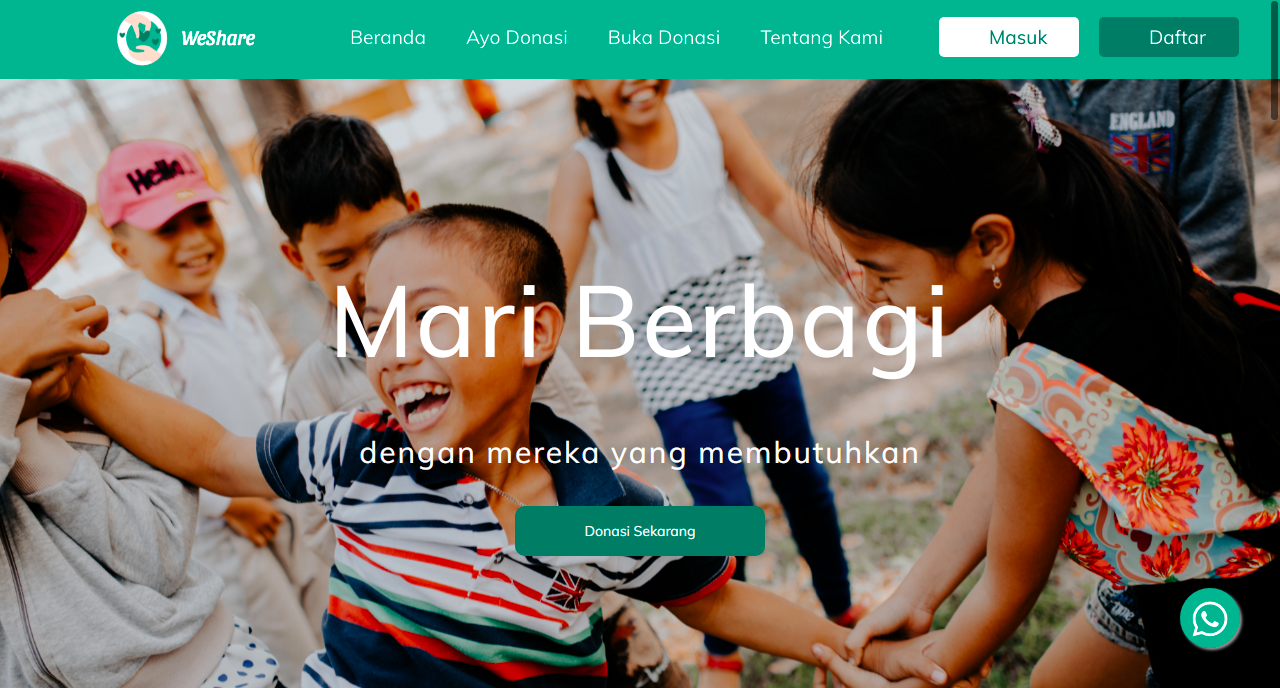 WeShare
Beranda
Ayo Donasi
Buka Donasi
Tentang Kami
Masuk
Daftar
Hello.
ENGLAND
Mari Berbagi
dengan mereka yang membutuhkan
Donasi Sekarang